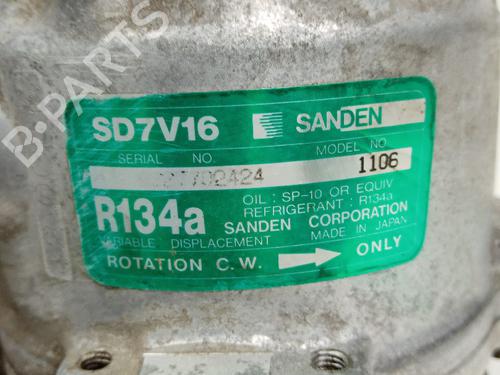 SD7V16 SANDEN
SERIAL NO. MODEL NO.
1106
R134a
OIL : SP-10 OR EQUIV
REFRIGERANT : R134a
SANDEN CORPORATION
VARIABLE DISPLACEMENT MADE IN JAPAN
ROTATION C.W. ONLY
B-PARTS